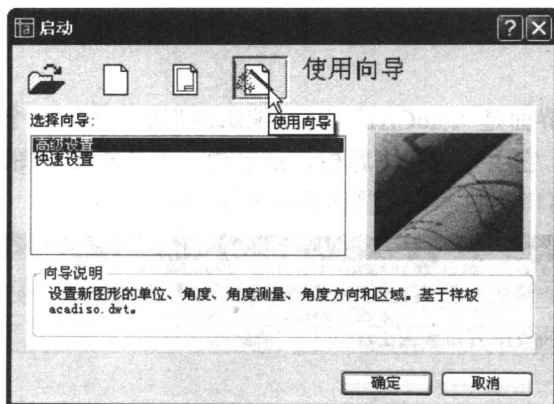 启动
使用向导
选择向导:
使用向导
高级设置
快速设置
向导说明
设置新图形的单位、角度、角度测量、角度方向和区域。基于样板
acadiso.dwt。
确定
取消